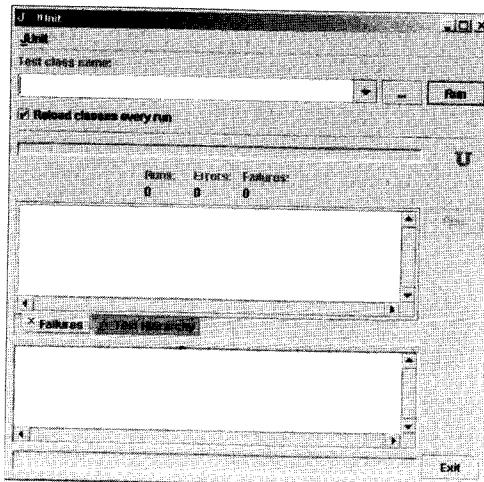 JUnit
JUnit
Test class name:
... Run
Reload classes every run
U
Runs: Errors: Failures:
0 0 0
Failures Test Hierarchy
Exit